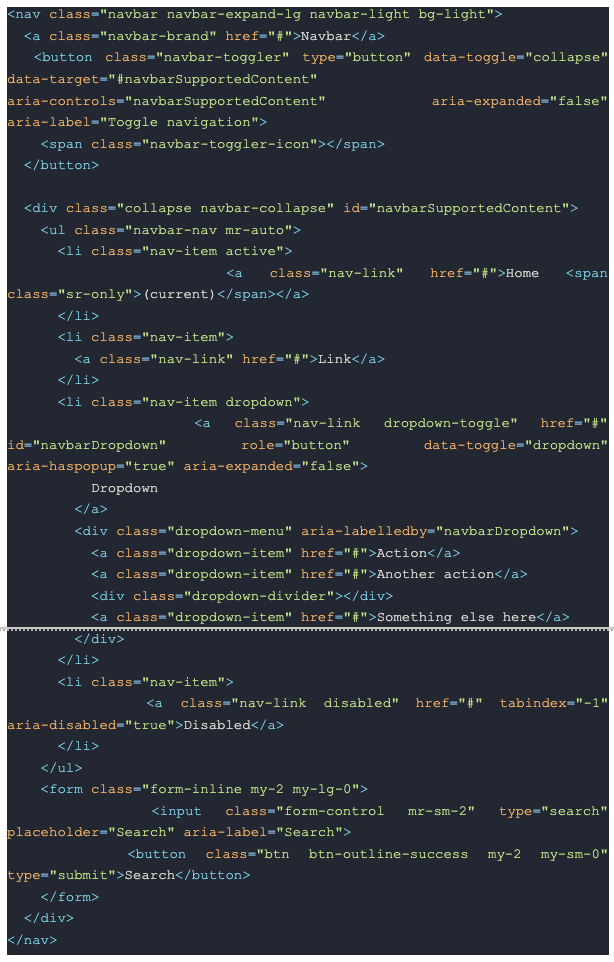 <nav class="navbar navbar-expand-lg navbar-light bg-light">
<a class="navbar-brand" href="#">Navbar</a>
<button class="navbar-toggler" type="button" data-toggle="collapse"
data-target="#navbarSupportedContent"
aria-controls="navbarSupportedContent" aria-expanded="false"
aria-label="Toggle navigation">
<span class="navbar-toggler-icon"></span>
</button>
<div class="collapse navbar-collapse" id="navbarSupportedContent">
<ul class="navbar-nav mr-auto">
<li class="nav-item active">
<a class="nav-link" href="#">Home <span
class="sr-only">(current)</span></a>
</li>
<li class="nav-item">
<a class="nav-link" href="#">Link</a>
</li>
<li class="nav-item dropdown">
<a class="nav-link dropdown-toggle" href="#"
id="navbarDropdown" role="button" data-toggle="dropdown"
aria-haspopup="true" aria-expanded="false">
Dropdown
</a>
<div class="dropdown-menu" aria-labelledby="navbarDropdown">
<a class="dropdown-item" href="#">Action</a>
<a class="dropdown-item" href="#">Another action</a>
<div class="dropdown-divider"></div>
<a class="dropdown-item" href="#">Something else here</a>
</div>
</li>
<li class="nav-item">
<a class="nav-link disabled" href="#" tabindex="-1"
aria-disabled="true">Disabled</a>
</li>
</ul>
<form class="form-inline my-2 my-lg-0">
<input class="form-control mr-sm-2" type="search"
placeholder="Search" aria-label="Search">
<button class="btn btn-outline-success my-2 my-sm-0"
type="submit">Search</button>
</form>
</div>
</nav>